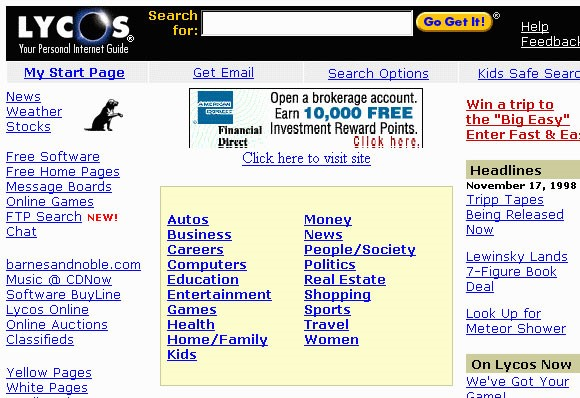 LYCOS®
Your Personal Internet Guide
Search for:
Go Get It!®
Help
Feedback
My Start Page
Get Email
Search Options
Kids Safe Searc
News
Weather
Stocks
Free Software
Free Home Pages
Message Boards
Online Games
FTP Search NEW!
Chat
barnesandnoble.com
Music @ CDNow
Software BuyLine
Lycos Online
Online Auctions
Classifieds
Yellow Pages
White Pages
AMERICAN EXPRESS
Financial Direct
Open a brokerage account.
Earn 10,000 FREE
Investment Reward Points.
Click here.
Click here to visit site
Autos
Business
Careers
Computers
Education
Entertainment
Games
Health
Home/Family
Kids
Money
News
People/Society
Politics
Real Estate
Shopping
Sports
Travel
Women
Win a trip to
the "Big Easy"
Enter Fast & Ea
Headlines
November 17, 1998
Tripp Tapes
Being Released
Now
Lewinsky Lands
7-Figure Book
Deal
Look Up for
Meteor Shower
On Lycos Now
We've Got Your
Game!